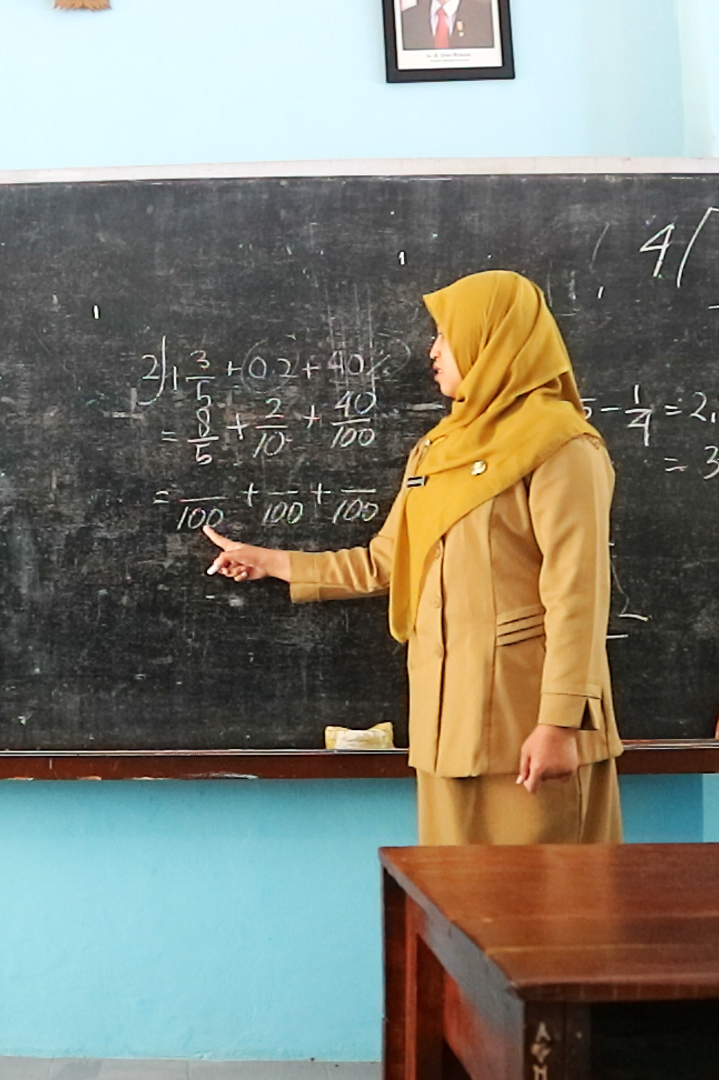 2) 1 3/5 + 0,2 + 40%
= 8/5 + 2/10 + 40/100
= /100 + /100 + /100
4/
5 - 1/4 = 2,
= 3